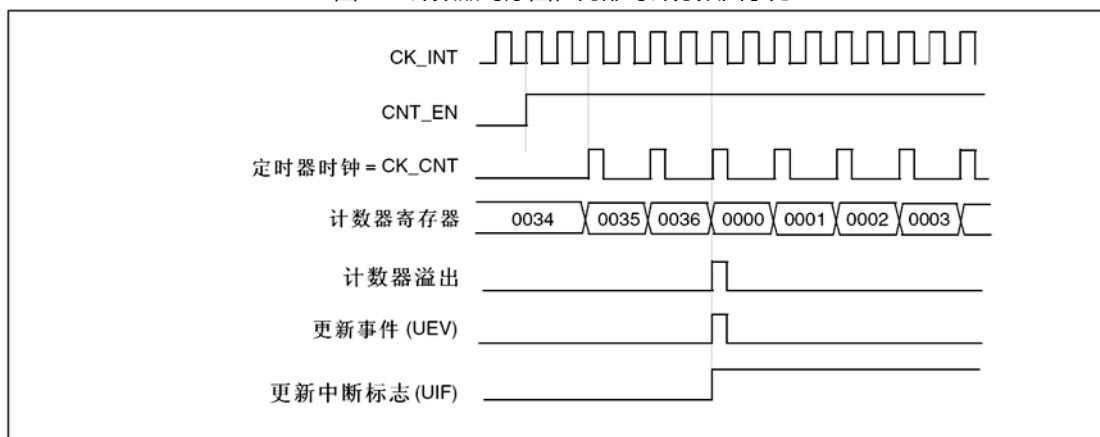 CK_INT
CNT_EN
定时器时钟 = CK_CNT
计数器寄存器 0034 0035 0036 0000 0001 0002 0003
计数器溢出
更新事件 (UEV)
更新中断标志 (UIF)